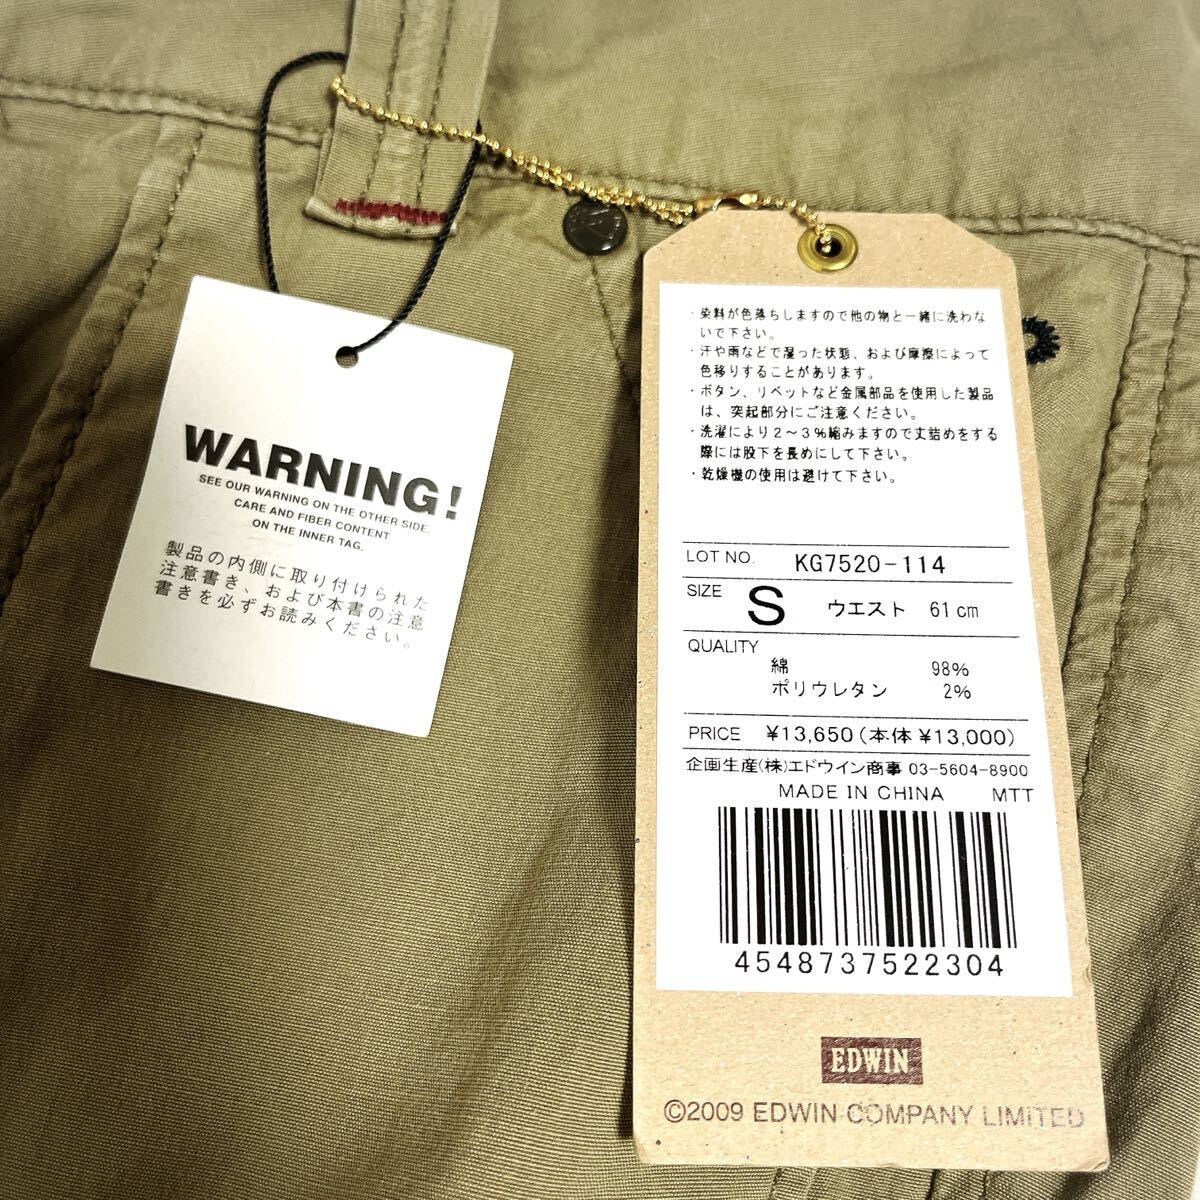 WARNING!
SEE OUR WARNING ON THE OTHER SIDE.
CARE AND FIBER CONTENT
ON THE INNER TAG.
製品の内側に取り付けられた
注意書き、および本書の注意
書きを必ずお読みください。
・染料が色落ちしますので他の物と一緒に洗わな
いで下さい。
・汗や雨などで湿った状態、および摩擦によって
色移りすることがあります。
・ボタン、リベットなど金属部品を使用した製品
は、突起部分にご注意ください。
・洗濯により2～3%縮みますので丈詰めをする
際には股下を長めにして下さい。
・乾燥機の使用は避けて下さい。
LOT NO. KG7520-114
SIZE S ウエスト 61cm
QUALITY
綿 98%
ポリウレタン 2%
PRICE ¥13,650(本体¥13,000)
企画生産(株)エドウイン商事 03-5604-8900
MADE IN CHINA MTT
4548737522304
EDWIN
©2009 EDWIN COMPANY LIMITED